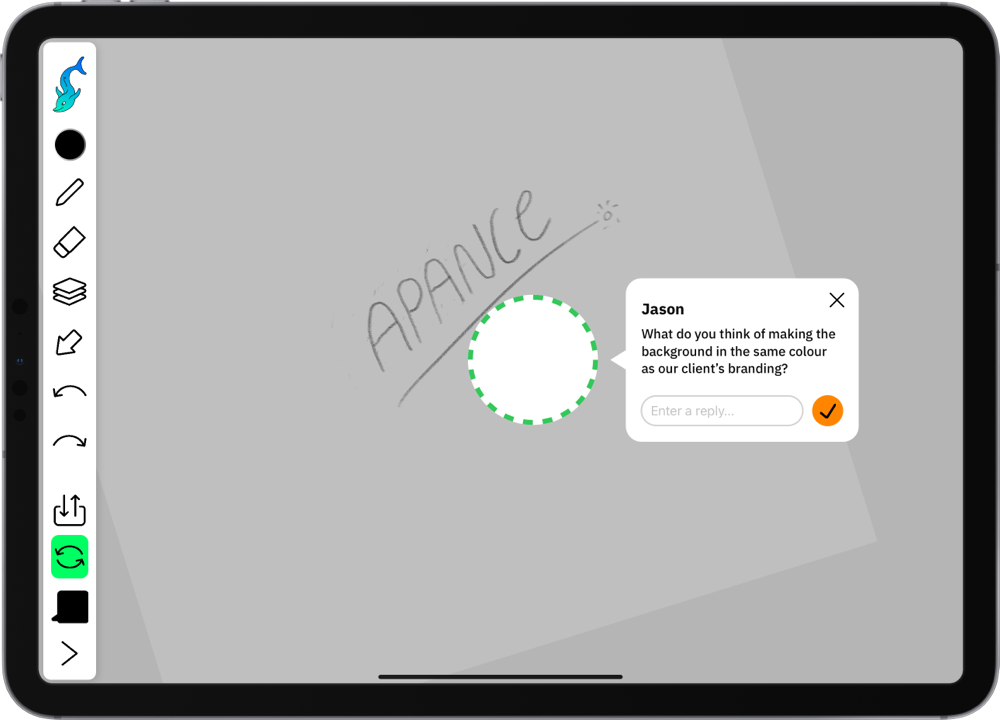 APANCE
Jason
What do you think of making the
background in the same colour
as our client's branding?
Enter a reply...